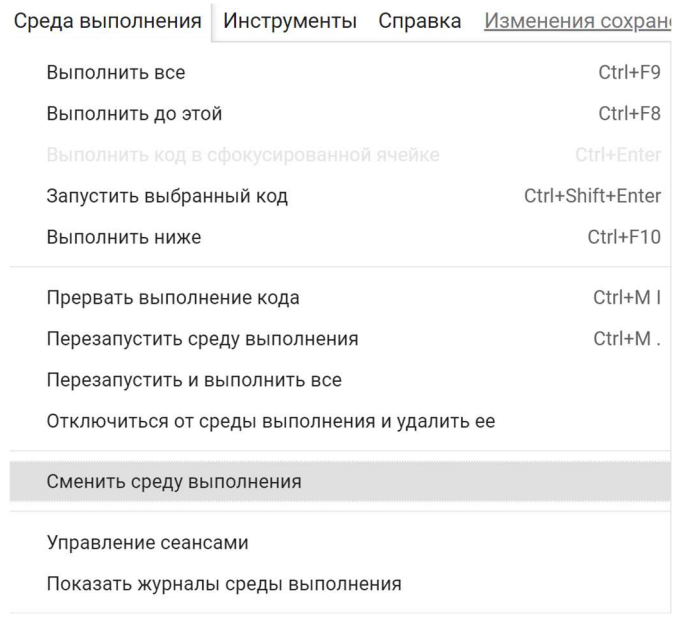 Среда выполнения Инструменты Справка Изменения сохран
Выполнить все Ctrl+F9
Выполнить до этой Ctrl+F8
Выполнить код в сфокусированной ячейке Ctrl+Enter
Запустить выбранный код Ctrl+Shift+Enter
Выполнить ниже Ctrl+F10
Прервать выполнение кода Ctrl+M I
Перезапустить среду выполнения Ctrl+M .
Перезапустить и выполнить все
Отключиться от среды выполнения и удалить ее
Сменить среду выполнения
Управление сеансами
Показать журналы среды выполнения